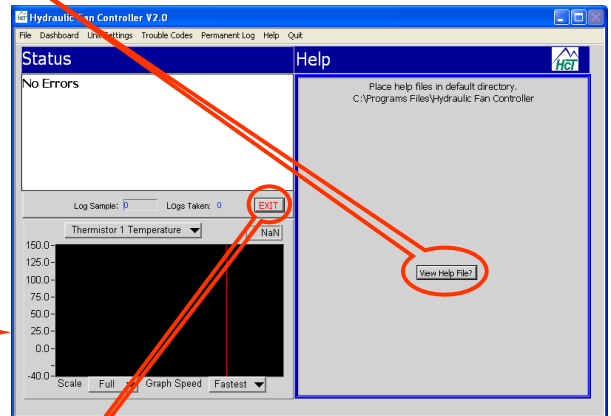 Hydraulic Fan Controller V2.0
File Dashboard Unit Settings Trouble Codes Permanent Log Help Quit
Status
Help
HCT
No Errors
Place help files in default directory.
C:\Programs Files\Hydraulic Fan Controller
Log Sample: 0 Logs Taken: 0 EXIT
Thermistor 1 Temperature NaN
View Help File?
150.0
125.0
100.0
75.0
50.0
25.0
0.0
-40.0
Scale Full Graph Speed Fastest